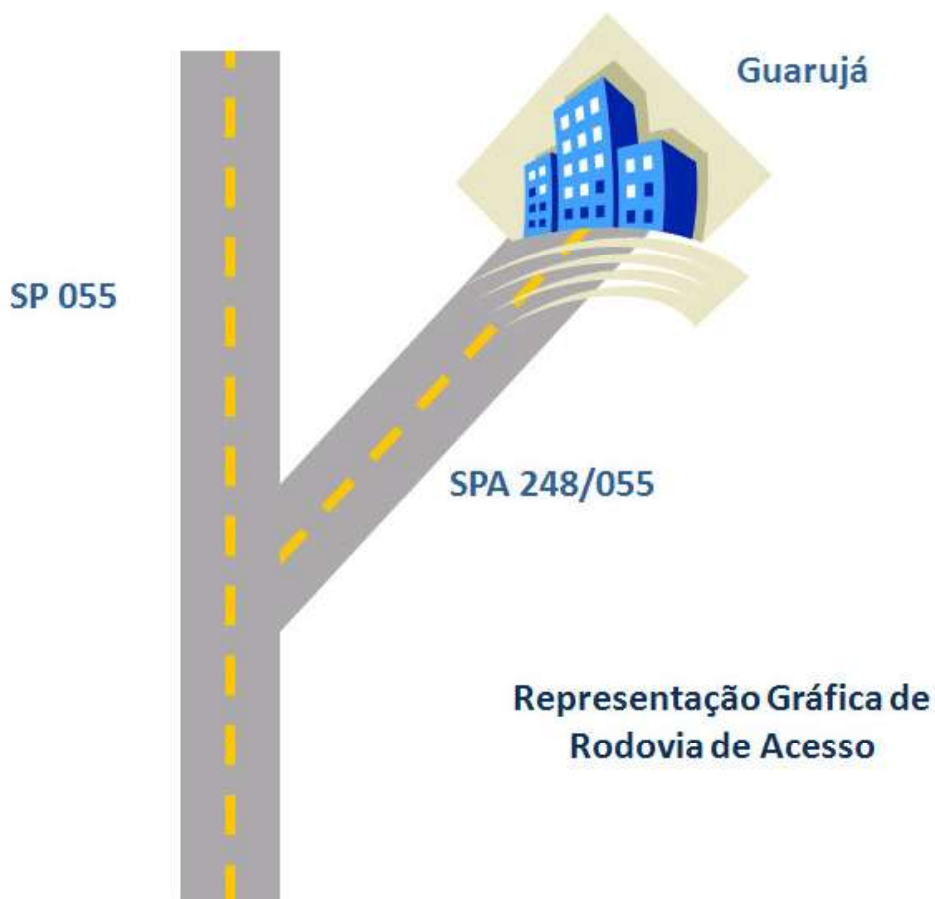 Guarujá
SP 055
SPA 248/055
Representação Gráfica de
Rodovia de Acesso